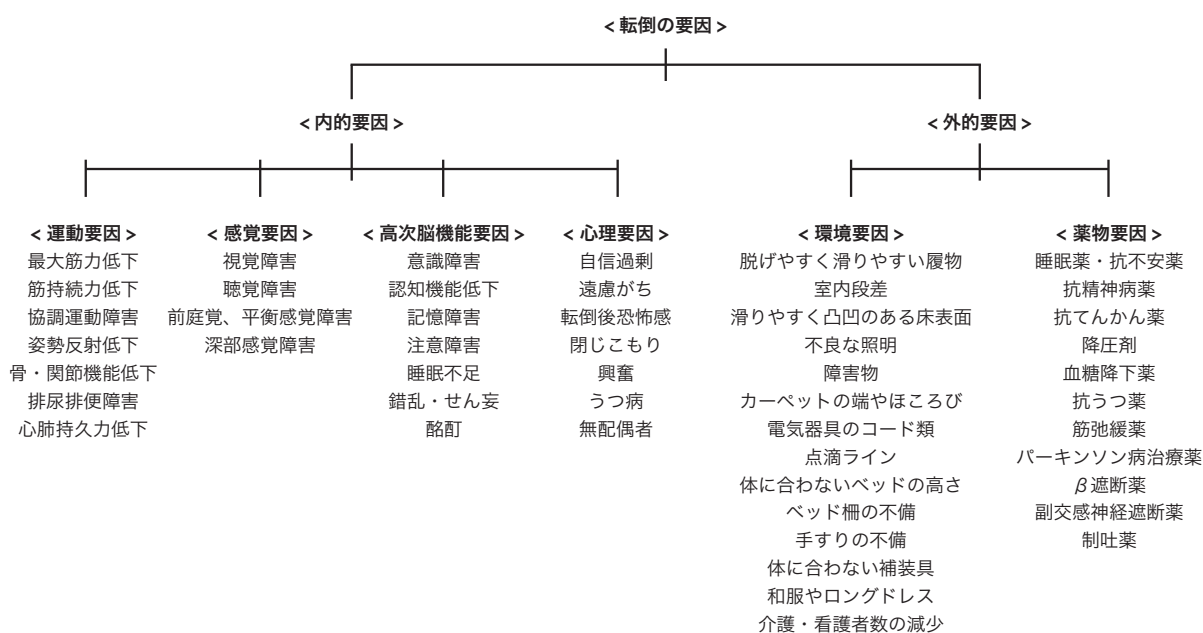 < 転倒の要因 >
< 内的要因 >
< 外的要因 >
< 運動要因 >
最大筋力低下
筋持続力低下
協調運動障害
姿勢反射低下
骨・関節機能低下
排尿排便障害
心肺持久力低下
< 感覚要因 >
視覚障害
聴覚障害
前庭覚、平衡感覚障害
深部感覚障害
< 高次脳機能要因 >
意識障害
認知機能低下
記憶障害
注意障害
睡眠不足
錯乱・せん妄
酩酊
< 心理要因 >
自信過剰
遠慮がち
転倒後恐怖感
閉じこもり
興奮
うつ病
無配偶者
< 環境要因 >
脱げやすく滑りやすい履物
室内段差
滑りやすく凸凹のある床表面
不良な照明
障害物
カーペットの端やほころび
電気器具のコード類
点滴ライン
体に合わないベッドの高さ
ベッド柵の不備
手すりの不備
体に合わない補装具
和服やロングドレス
介護・看護者数の減少
< 薬物要因 >
睡眠薬・抗不安薬
抗精神病薬
抗てんかん薬
降圧剤
血糖降下薬
抗うつ薬
筋弛緩薬
パーキンソン病治療薬
β遮断薬
副交感神経遮断薬
制吐薬